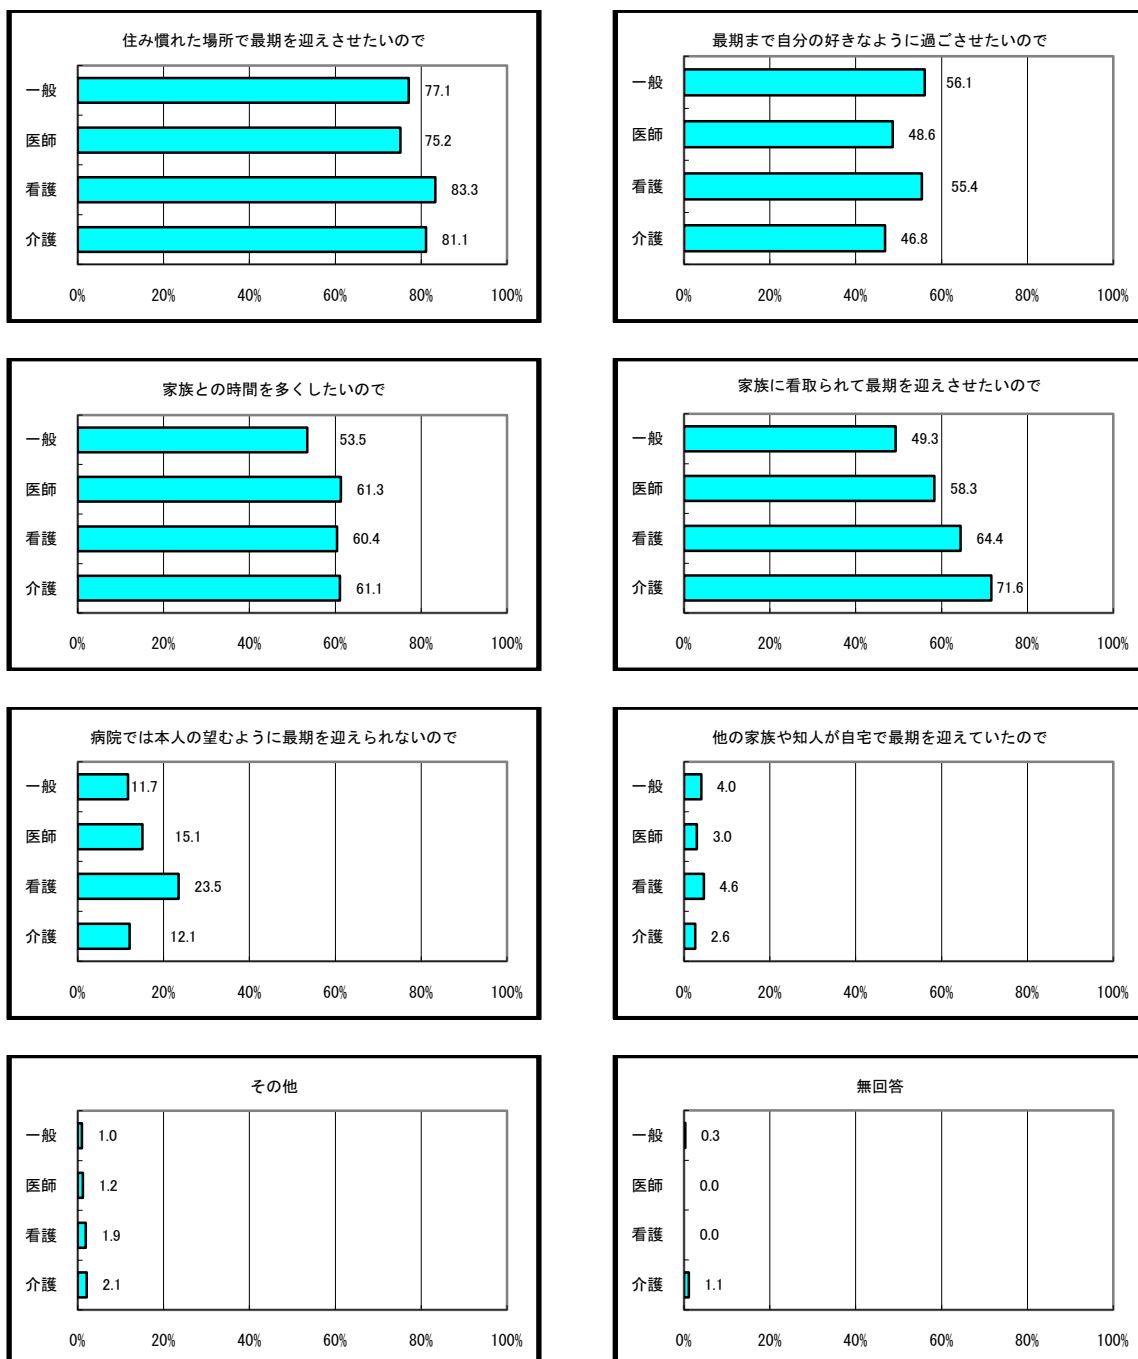 住み慣れた場所で最期を迎えさせたいので
一般 77.1
医師 75.2
看護 83.3
介護 81.1
0% 20% 40% 60% 80% 100%
最期まで自分の好きなように過ごさせたいので
一般 56.1
医師 48.6
看護 55.4
介護 46.8
0% 20% 40% 60% 80% 100%
家族との時間を多くしたいので
一般 53.5
医師 61.3
看護 60.4
介護 61.1
0% 20% 40% 60% 80% 100%
家族に看取られて最期を迎えさせたいので
一般 49.3
医師 58.3
看護 64.4
介護 71.6
0% 20% 40% 60% 80% 100%
病院では本人の望むように最期を迎えられないので
一般 11.7
医師 15.1
看護 23.5
介護 12.1
0% 20% 40% 60% 80% 100%
他の家族や知人が自宅で最期を迎えていたので
一般 4.0
医師 3.0
看護 4.6
介護 2.6
0% 20% 40% 60% 80% 100%
その他
一般 1.0
医師 1.2
看護 1.9
介護 2.1
0% 20% 40% 60% 80% 100%
無回答
一般 0.3
医師 0.0
看護 0.0
介護 1.1
0% 20% 40% 60% 80% 100%